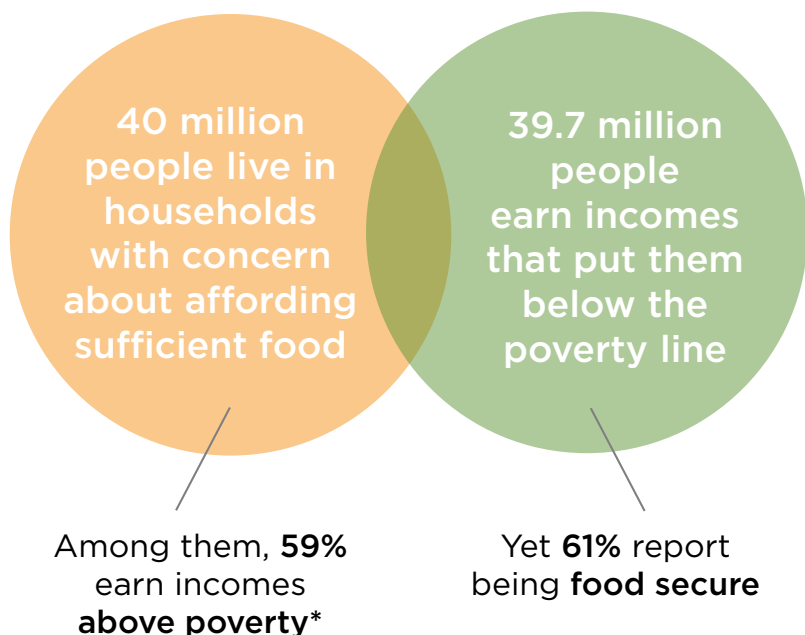 40 million
people live in
households
with concern
about affording
sufficient food
39.7 million
people
earn incomes
that put them
below the
poverty line
Among them, 59%
earn incomes
above poverty*
Yet 61% report
being food secure